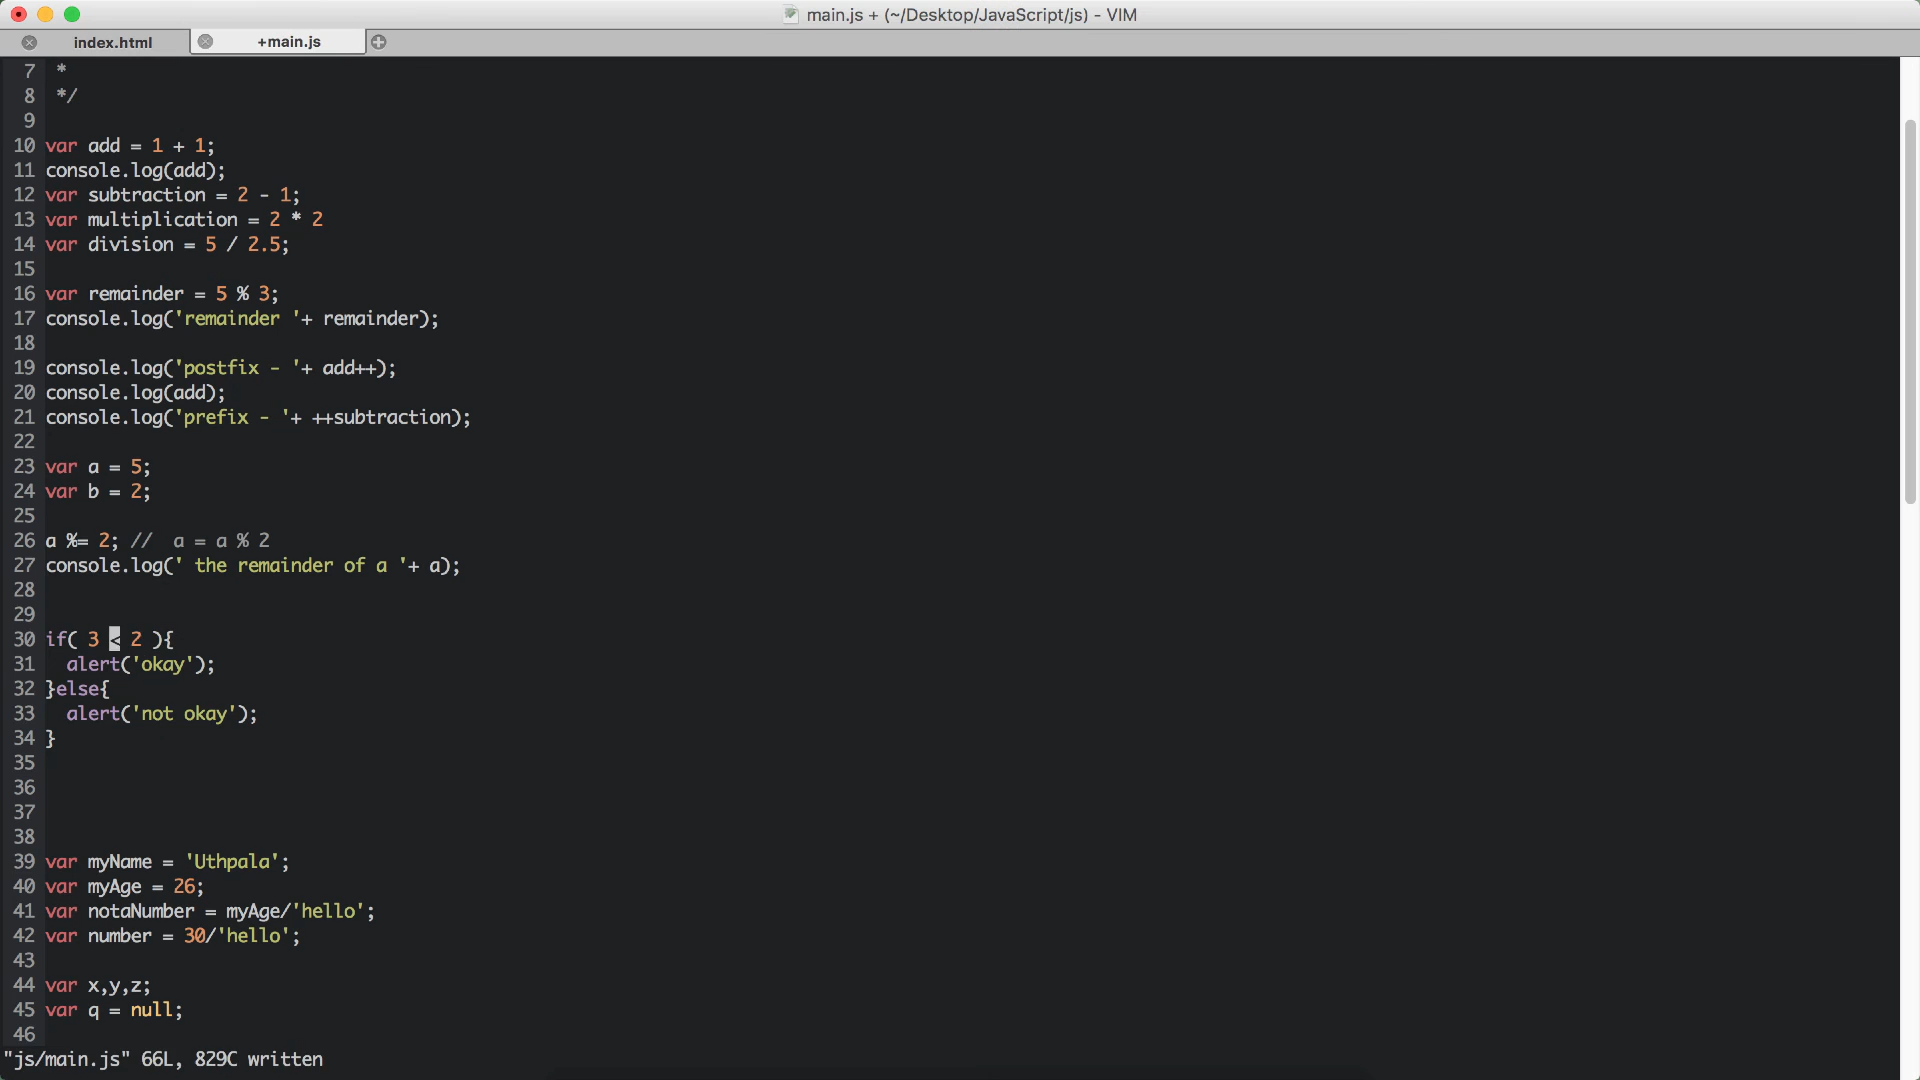 main.js + (~/Desktop/JavaScript/js) - VIM
index.html +main.js
7 *
8 */
9
10 var add = 1 + 1;
11 console.log(add);
12 var subtraction = 2 - 1;
13 var multiplication = 2 * 2
14 var division = 5 / 2.5;
15
16 var remainder = 5 % 3;
17 console.log('remainder '+ remainder);
18
19 console.log('postfix - '+ add++);
20 console.log(add);
21 console.log('prefix - '+ ++subtraction);
22
23 var a = 5;
24 var b = 2;
25
26 a %= 2; //  a = a % 2
27 console.log(' the remainder of a '+ a);
28
29
30 if( 3 < 2 ){
31   alert('okay');
32 }else{
33   alert('not okay');
34 }
35
36
37
38
39 var myName = 'Uthpala';
40 var myAge = 26;
41 var notaNumber = myAge/'hello';
42 var number = 30/'hello';
43
44 var x,y,z;
45 var q = null;
46
"js/main.js" 66L, 829C written